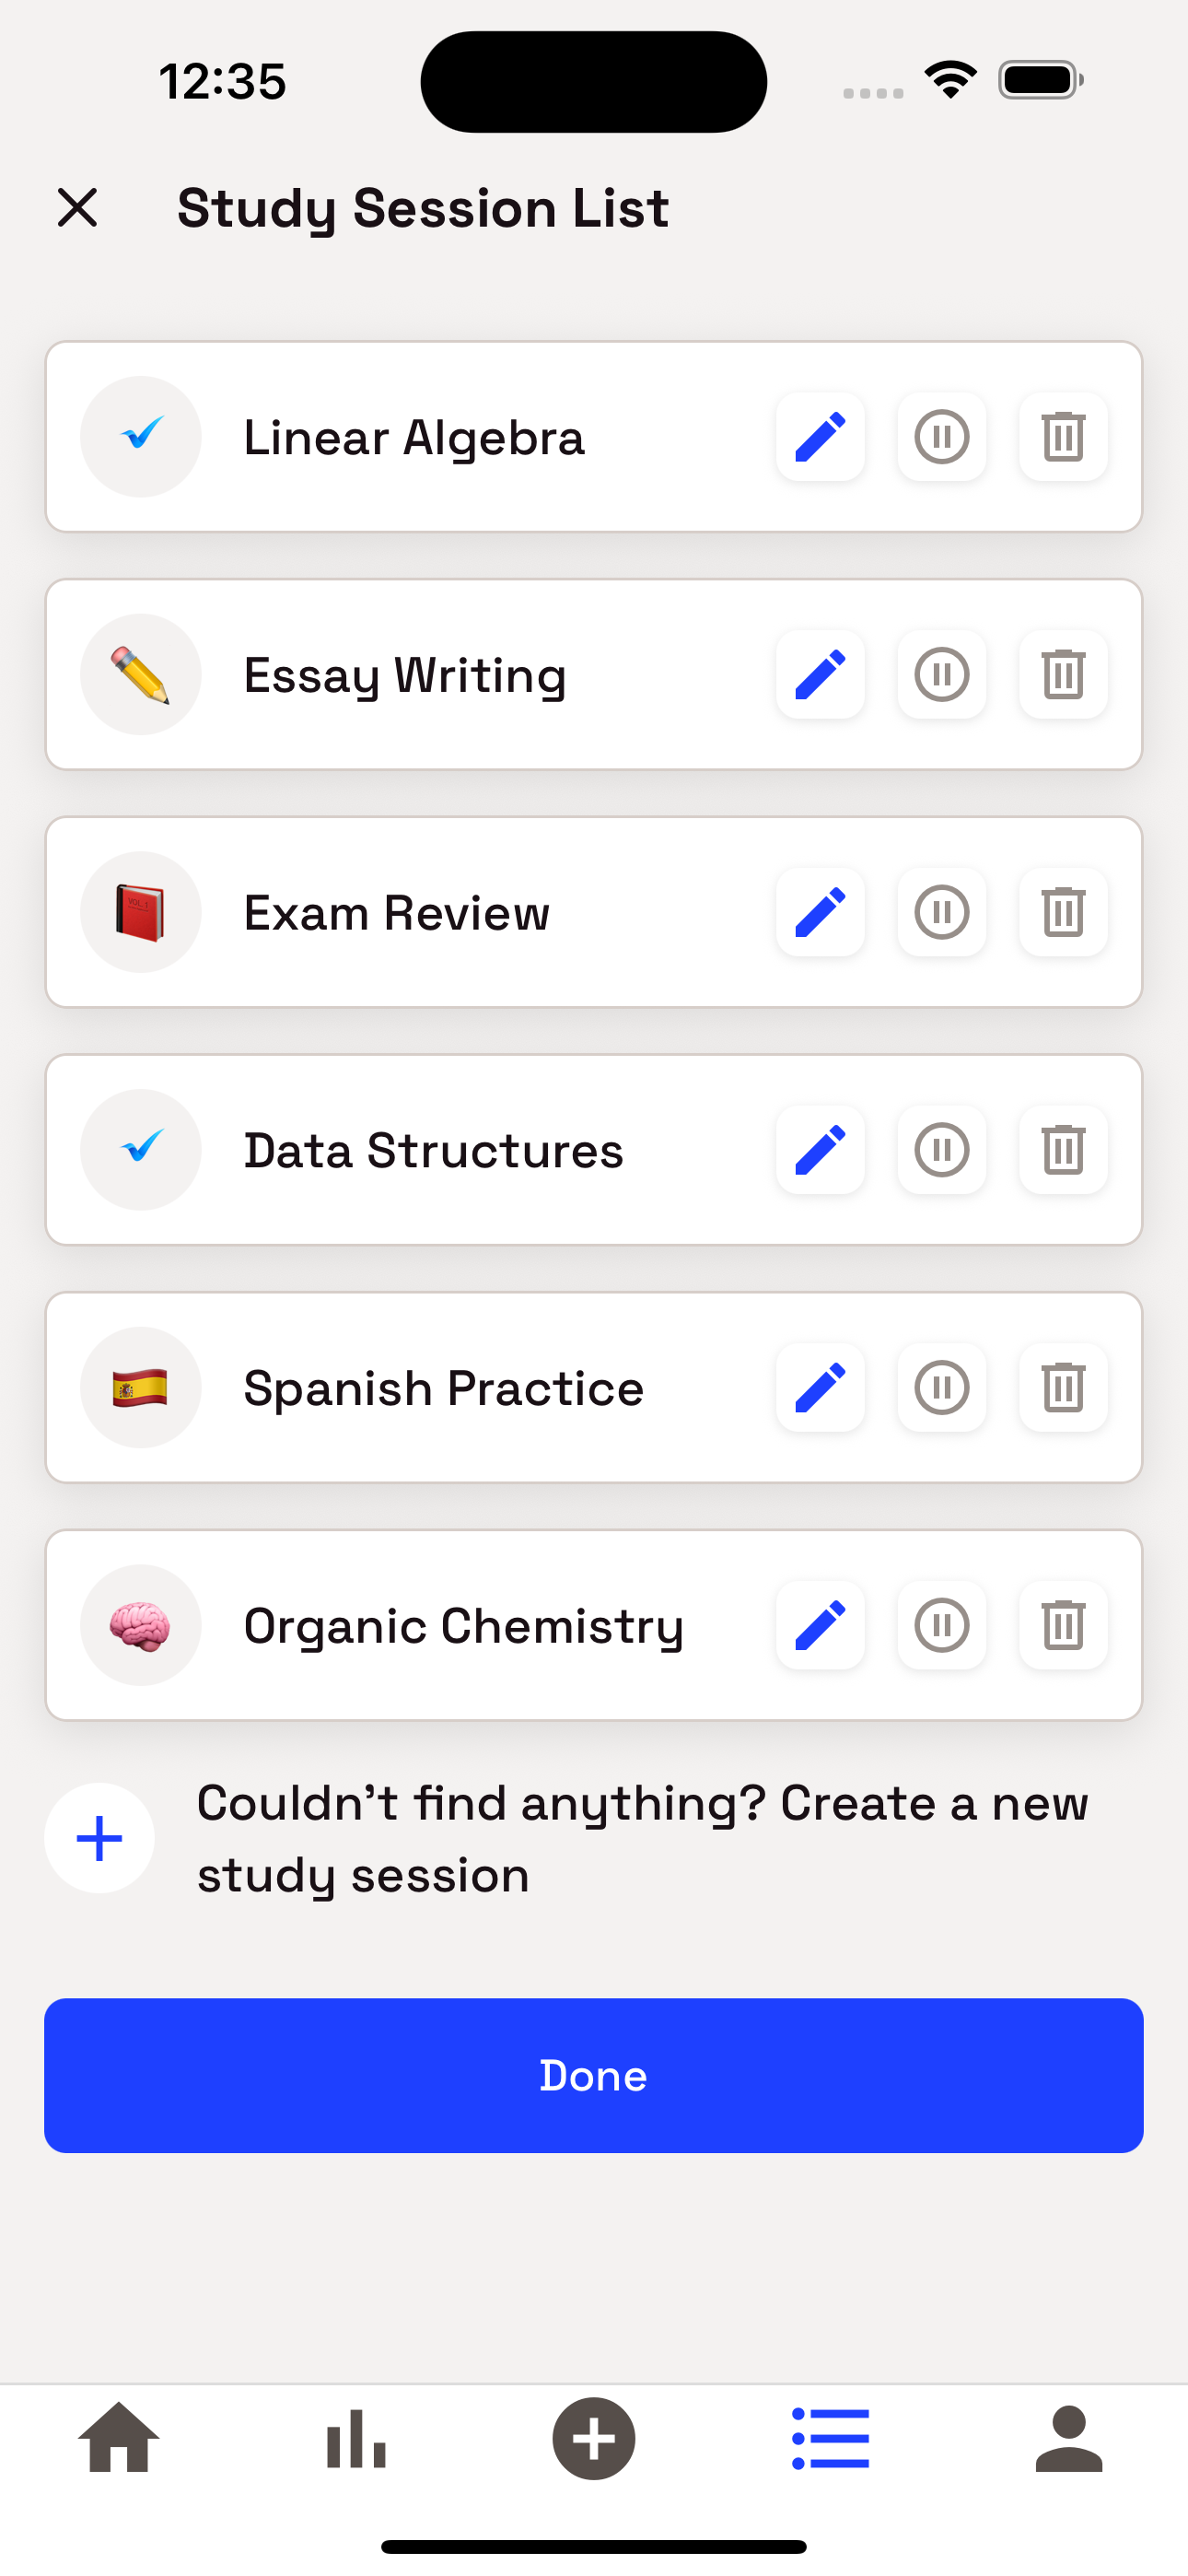 12:35
Study Session List
Linear Algebra
Essay Writing
Exam Review
Data Structures
Spanish Practice
Organic Chemistry
Couldn't find anything? Create a new
study session
Done